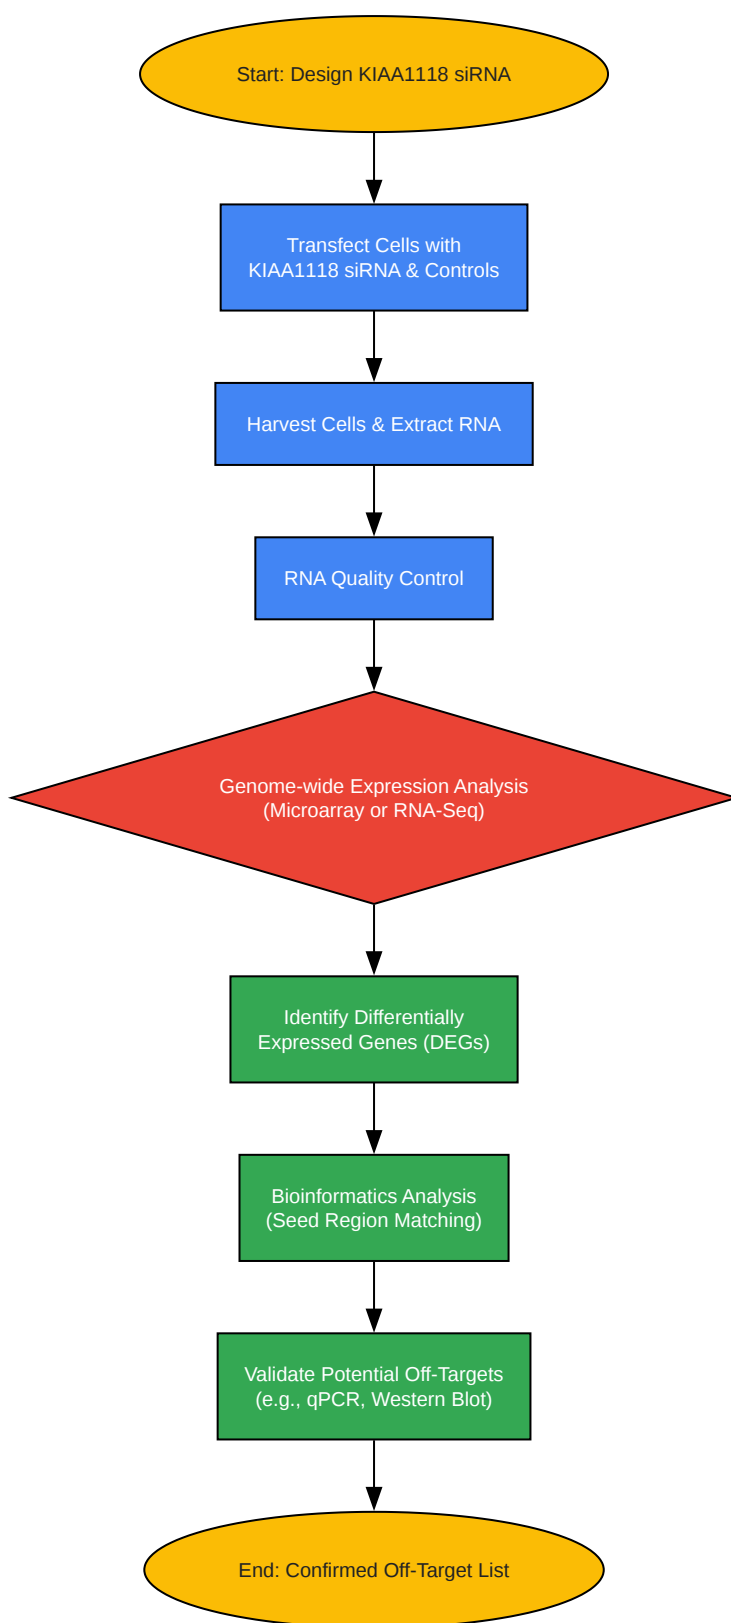 Start: Design KIAA1118 siRNA
Transfect Cells with
KIAA1118 siRNA & Controls
Harvest Cells & Extract RNA
RNA Quality Control
Genome-wide Expression Analysis
(Microarray or RNA-Seq)
Identify Differentially
Expressed Genes (DEGs)
Bioinformatics Analysis
(Seed Region Matching)
Validate Potential Off-Targets
(e.g., qPCR, Western Blot)
End: Confirmed Off-Target List